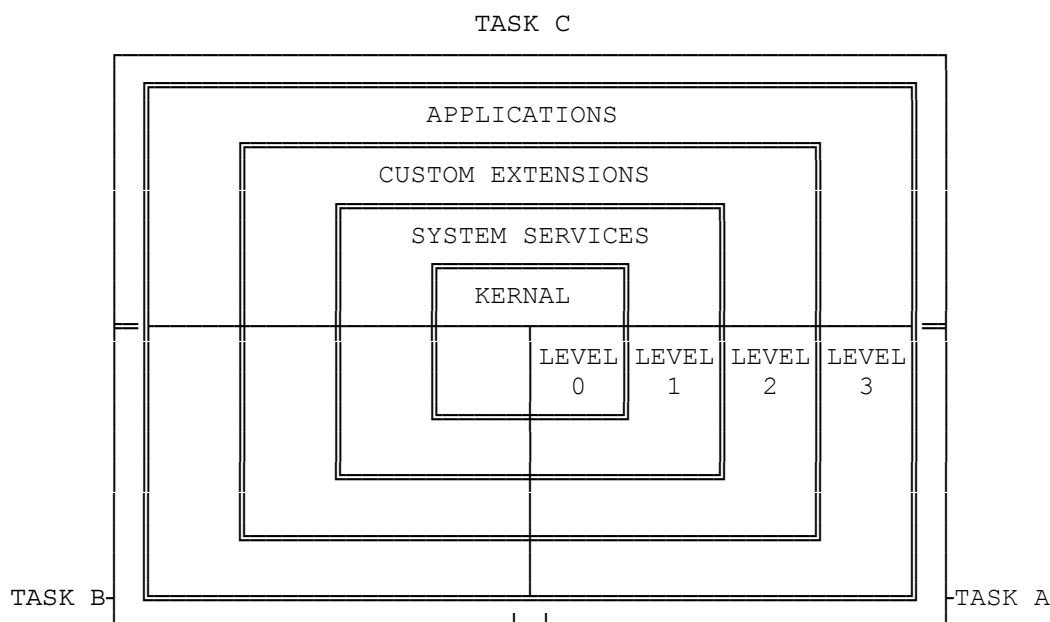 TASK C
APPLICATIONS
CUSTOM EXTENSIONS
SYSTEM SERVICES
KERNAL
LEVEL LEVEL LEVEL LEVEL
0 1 2 3
TASK B TASK A